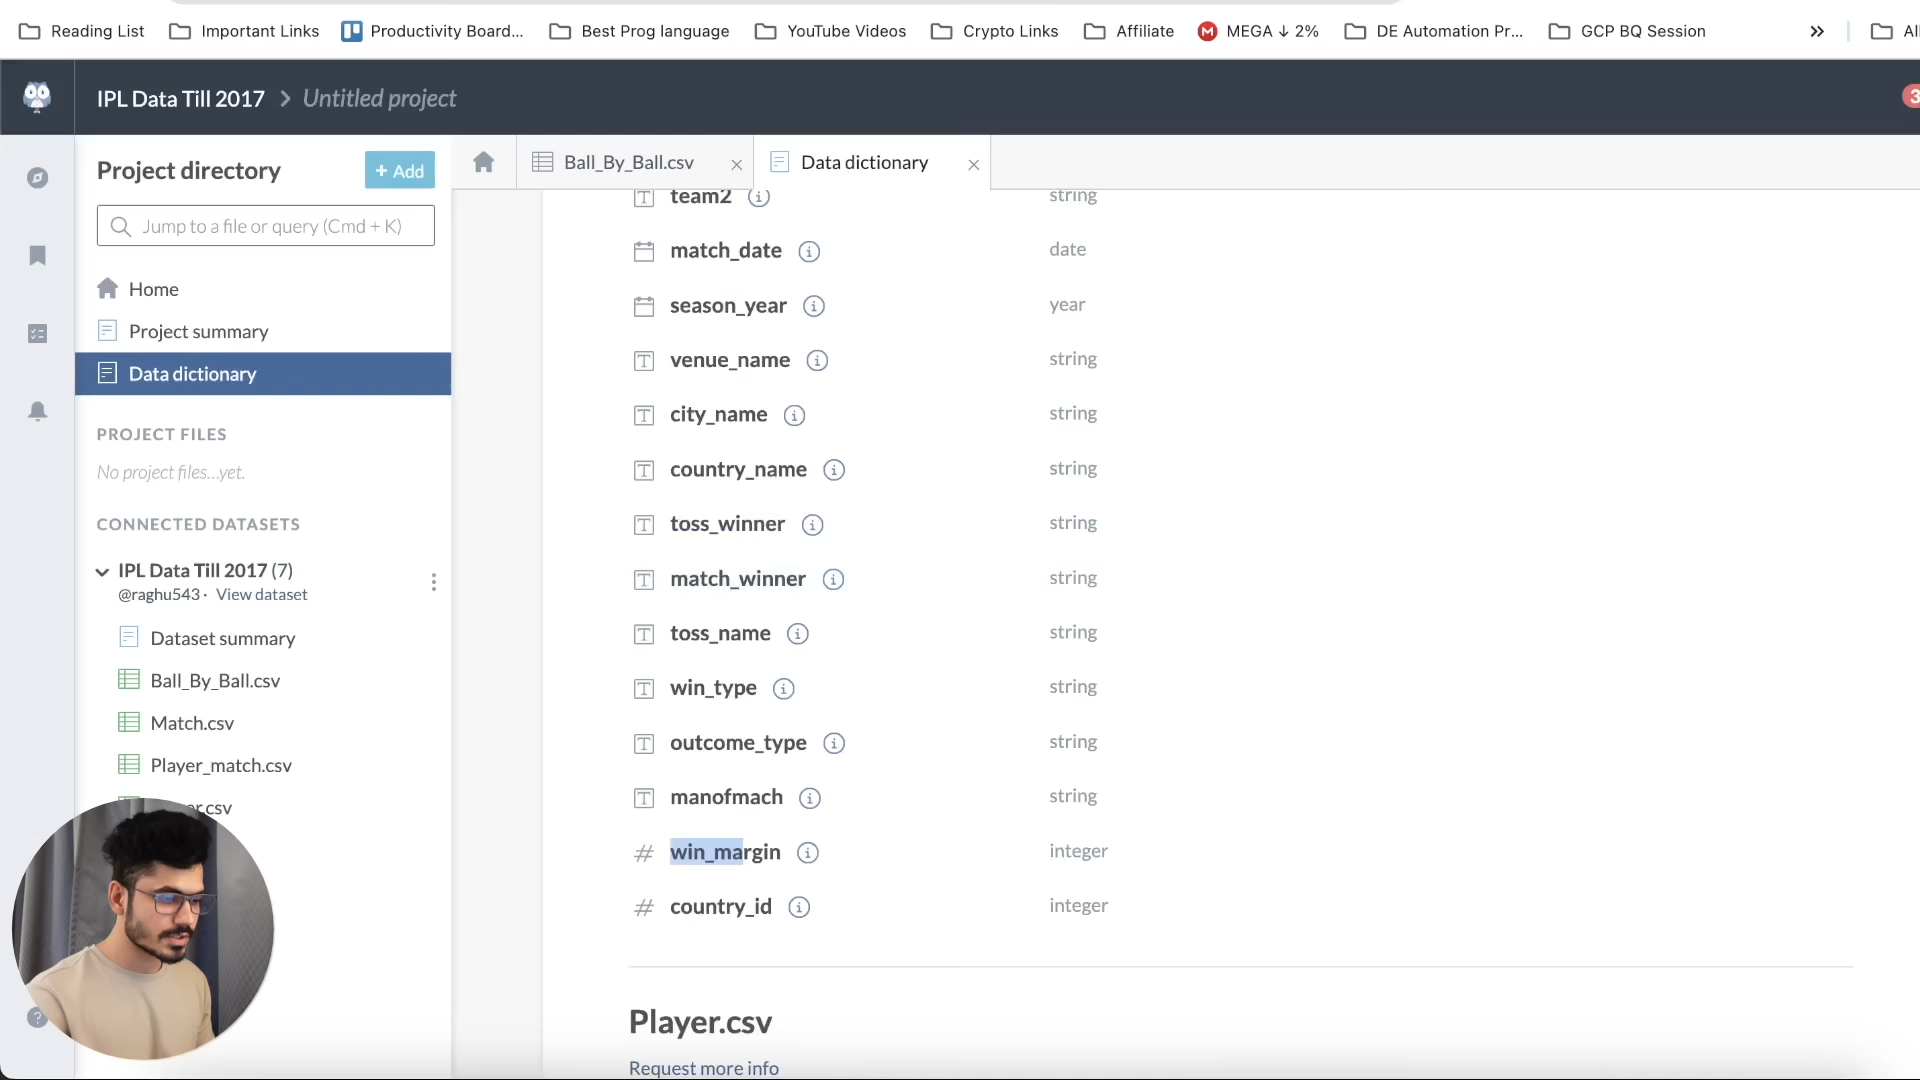 Reading List Important Links Productivity Board... Best Prog language YouTube Videos Crypto Links Affiliate MEGA ↓ 2% DE Automation Pr... GCP BQ Session »
IPL Data Till 2017 > Untitled project 3
Project directory + Add
Jump to a file or query (Cmd + K)
Home
Project summary
Data dictionary
PROJECT FILES
No project files...yet.
CONNECTED DATASETS
IPL Data Till 2017 (7)
@raghu543 · View dataset
Dataset summary
Ball_By_Ball.csv
Match.csv
Player_match.csv
Ball_By_Ball.csv × Data dictionary ×
team2 string
match_date date
season_year year
venue_name string
city_name string
country_name string
toss_winner string
match_winner string
toss_name string
win_type string
outcome_type string
manofmach string
win_margin integer
country_id integer
Player.csv
Request more info